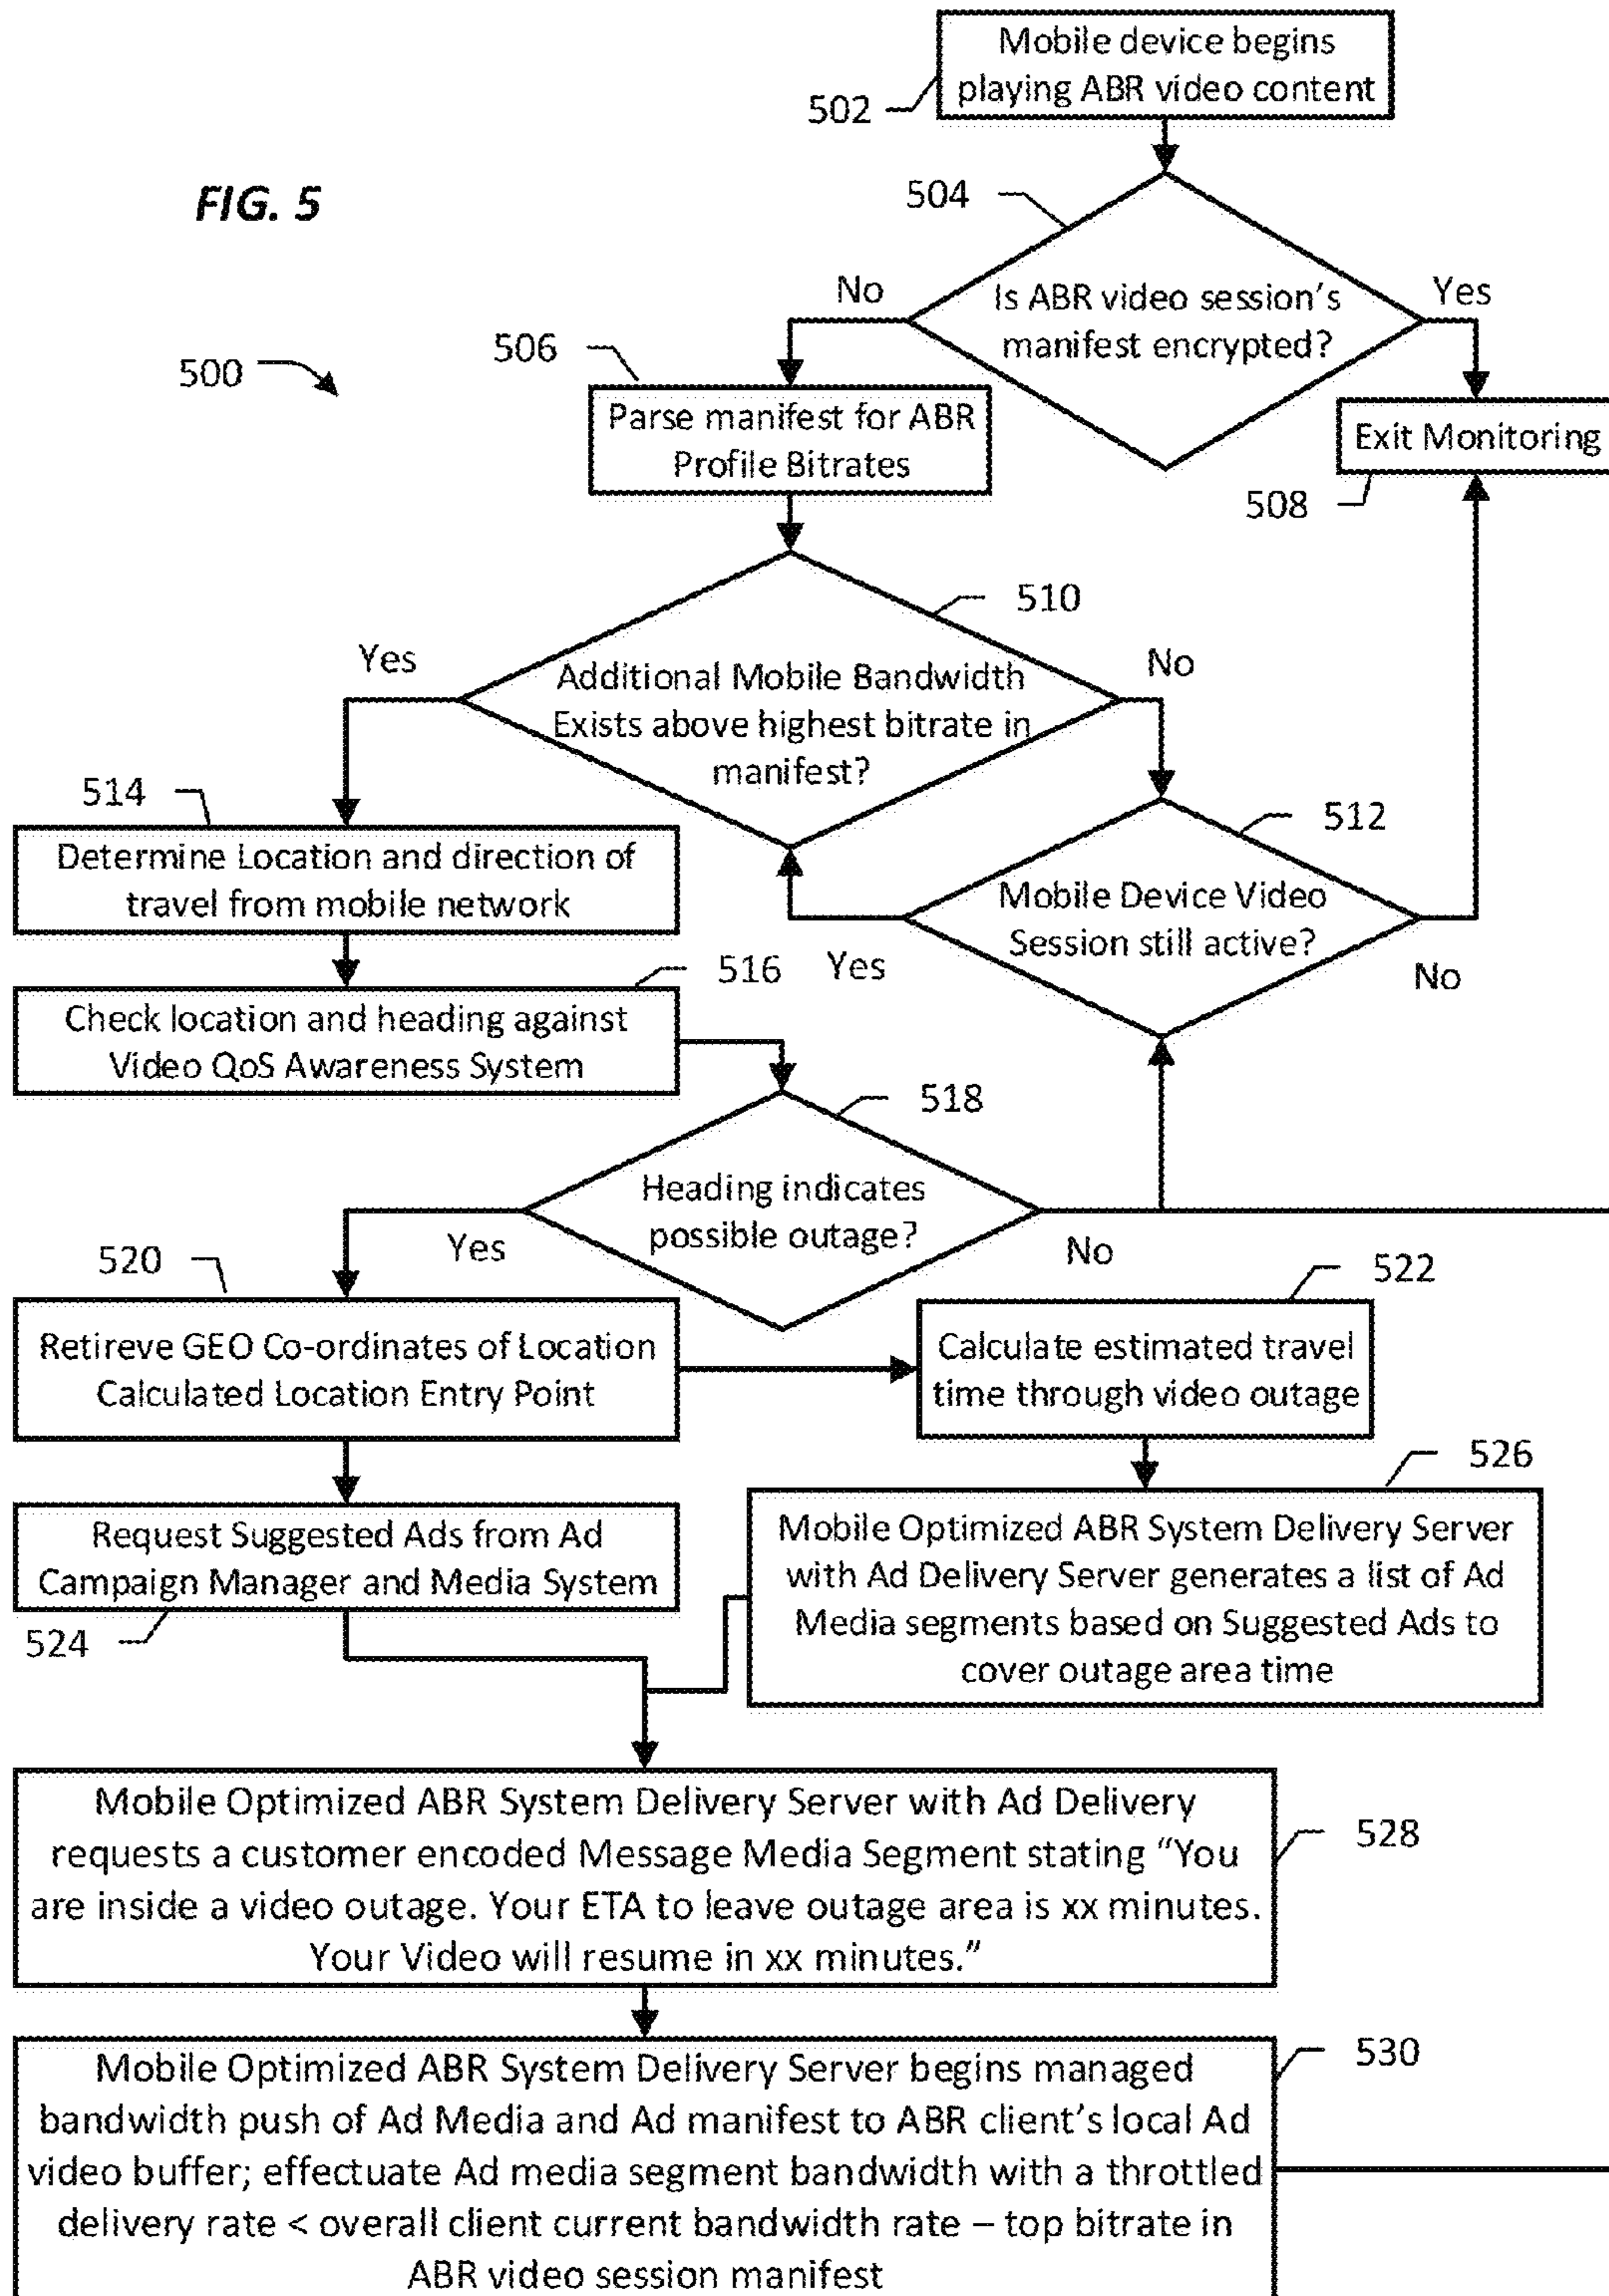 Mobile device begins
playing ABR video content
502
FIG. 5
504
No
Is ABR video session's
manifest encrypted?
Yes
500
506
Parse manifest for ABR
Profile Bitrates
Exit Monitoring
508
510
Yes
Additional Mobile Bandwidth
Exists above highest bitrate in
manifest?
No
514
Determine Location and direction of
travel from mobile network
512
Mobile Device Video
Session still active?
Yes
No
516
Check location and heading against
Video QoS Awareness System
518
Heading indicates
possible outage?
Yes
No
520
Retireve GEO Co-ordinates of Location
Calculated Location Entry Point
522
Calculate estimated travel
time through video outage
524
Request Suggested Ads from Ad
Campaign Manager and Media System
526
Mobile Optimized ABR System Delivery Server
with Ad Delivery Server generates a list of Ad
Media segments based on Suggested Ads to
cover outage area time
Mobile Optimized ABR System Delivery Server with Ad Delivery
requests a customer encoded Message Media Segment stating "You
are inside a video outage. Your ETA to leave outage area is xx minutes.
Your Video will resume in xx minutes."
528
Mobile Optimized ABR System Delivery Server begins managed
bandwidth push of Ad Media and Ad manifest to ABR client's local Ad
video buffer; effectuate Ad media segment bandwidth with a throttled
delivery rate < overall client current bandwidth rate – top bitrate in
ABR video session manifest
530